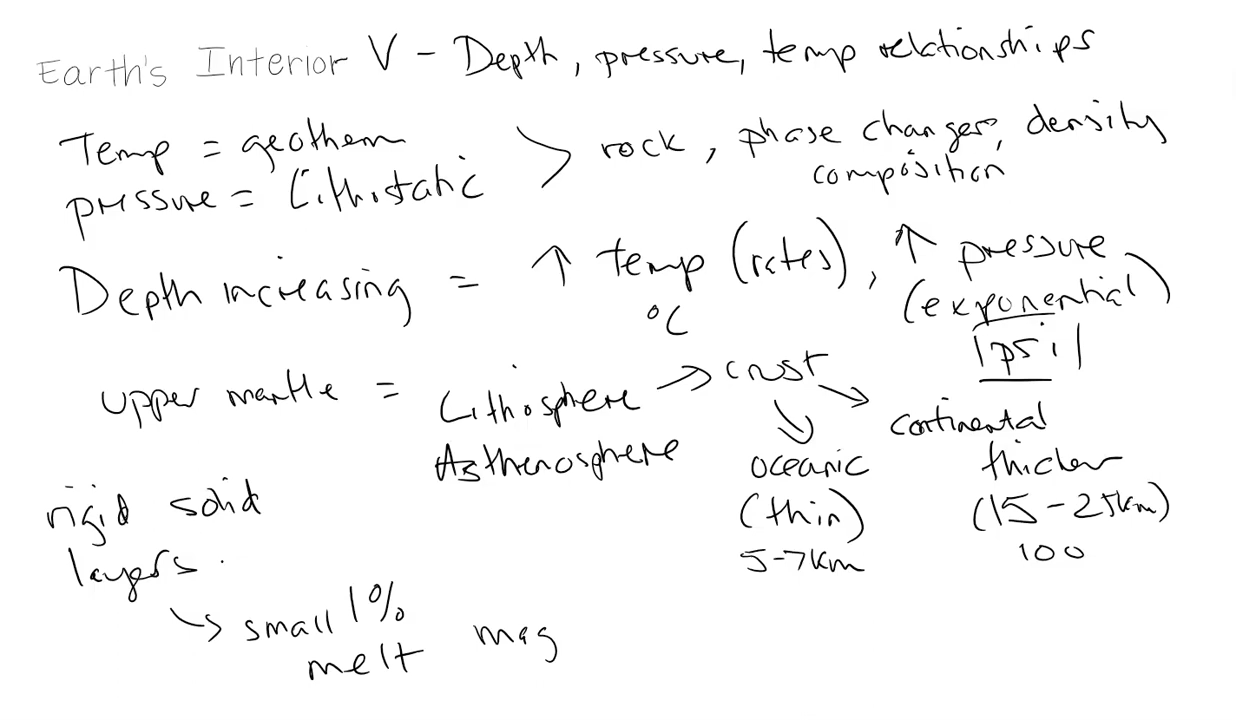 Earth's Interior V - Depth, pressure, temp relationships
Temp = geotherm > rock, phase changes, density
pressure = Lithostatic composition
Depth increasing = ↑ temp (rates), ↑ pressure
°C (exponential)
|psi|
upper mantle = Lithosphere → crust
Asthenosphere continental
oceanic thicker
rigid solid (thin) (15-25km)
layers. 5-7km 100
↳ small 1%
melt mag